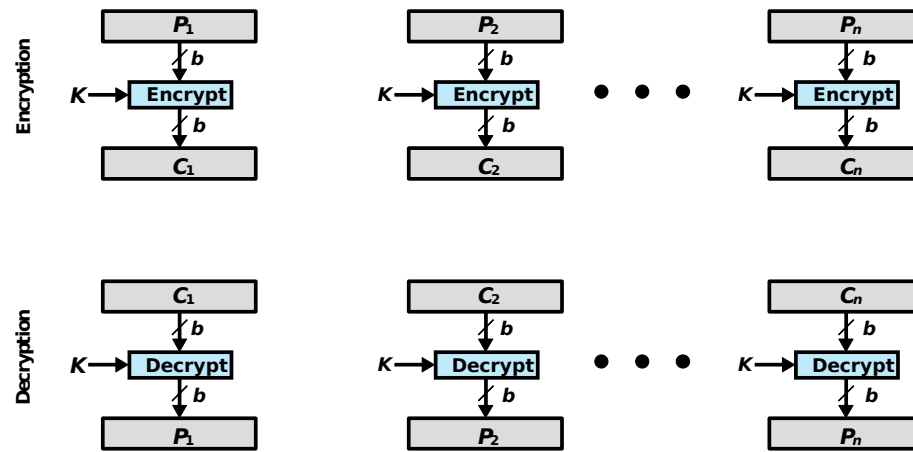 Encryption
P₁ P₂ Pₙ
b b b
K Encrypt K Encrypt • • • K Encrypt
b b b
C₁ C₂ Cₙ
Decryption
C₁ C₂ Cₙ
b b b
K Decrypt K Decrypt • • • K Decrypt
b b b
P₁ P₂ Pₙ